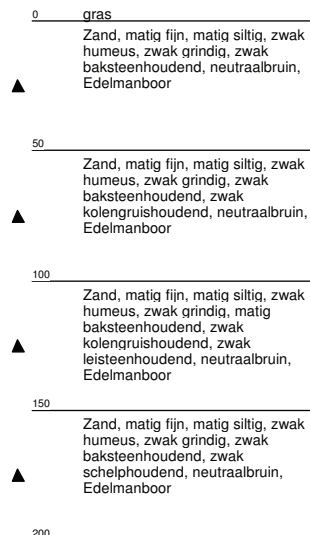 0 gras
Zand, matig fijn, matig siltig, zwak
humeus, zwak grindig, zwak
baksteenhoudend, neutraalbruin,
Edelmanboor
50
Zand, matig fijn, matig siltig, zwak
humeus, zwak grindig, zwak
baksteenhoudend, zwak
kolengruishoudend, neutraalbruin,
Edelmanboor
100
Zand, matig fijn, matig siltig, zwak
humeus, zwak grindig, matig
baksteenhoudend, zwak
kolengruishoudend, zwak
leisteenhoudend, neutraalbruin,
Edelmanboor
150
Zand, matig fijn, matig siltig, zwak
humeus, zwak grindig, zwak
baksteenhoudend, zwak
schelphoudend, neutraalbruin,
Edelmanboor
200